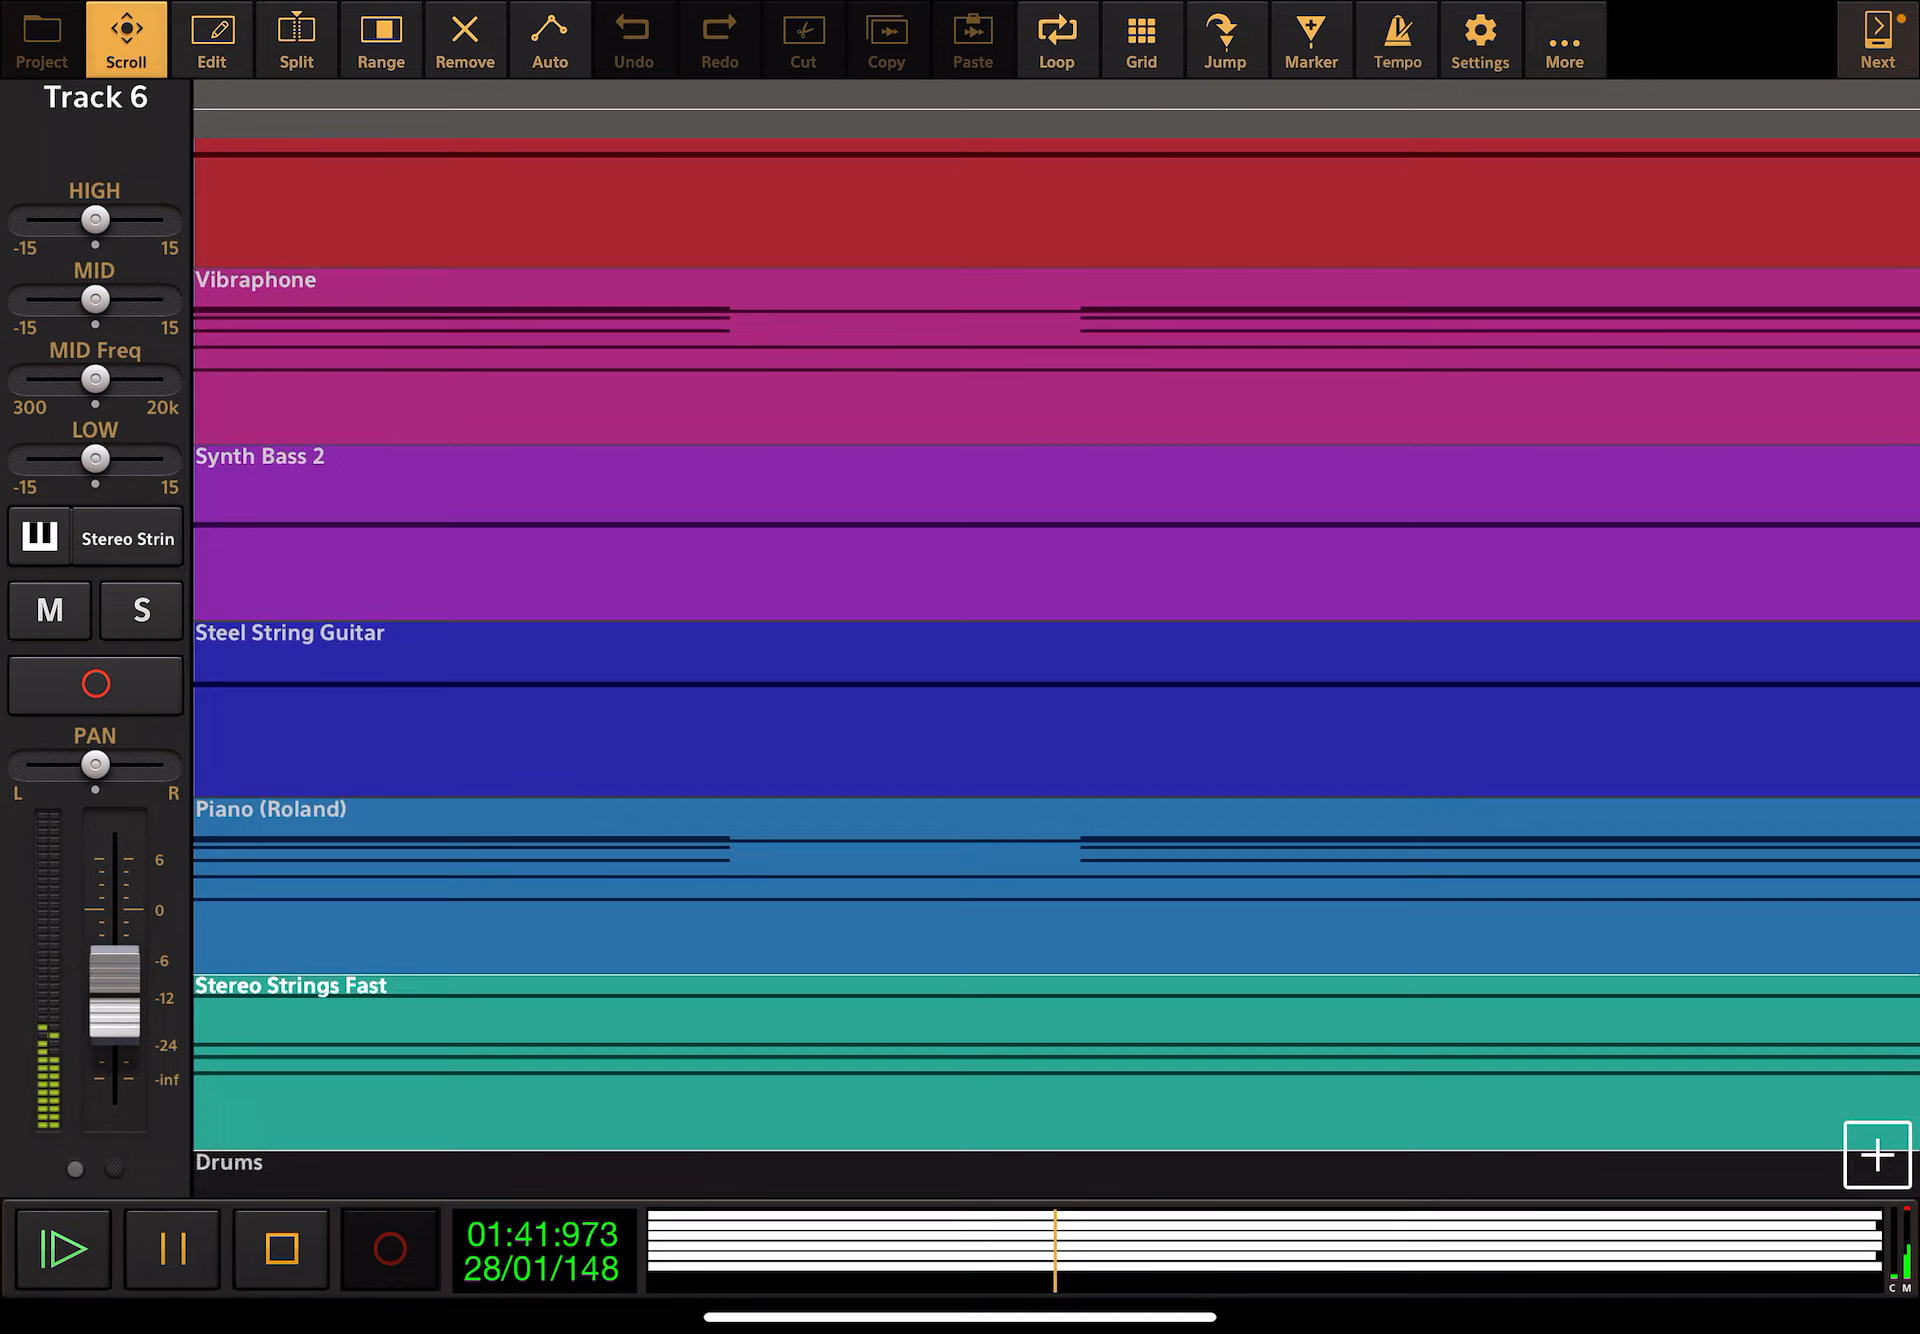 Project Scroll Edit Split Range Remove Auto Undo Redo Cut Copy Paste Loop Grid Jump Marker Tempo Settings More Next
Track 6
HIGH
-15 15
MID
-15 15
MID Freq
300 20k
LOW
-15 15
Stereo Strin
M S
PAN
L R
6
0
-6
-12
-24
-inf
Vibraphone
Synth Bass 2
Steel String Guitar
Piano (Roland)
Stereo Strings Fast
Drums
01:41:973
28/01/148
C M